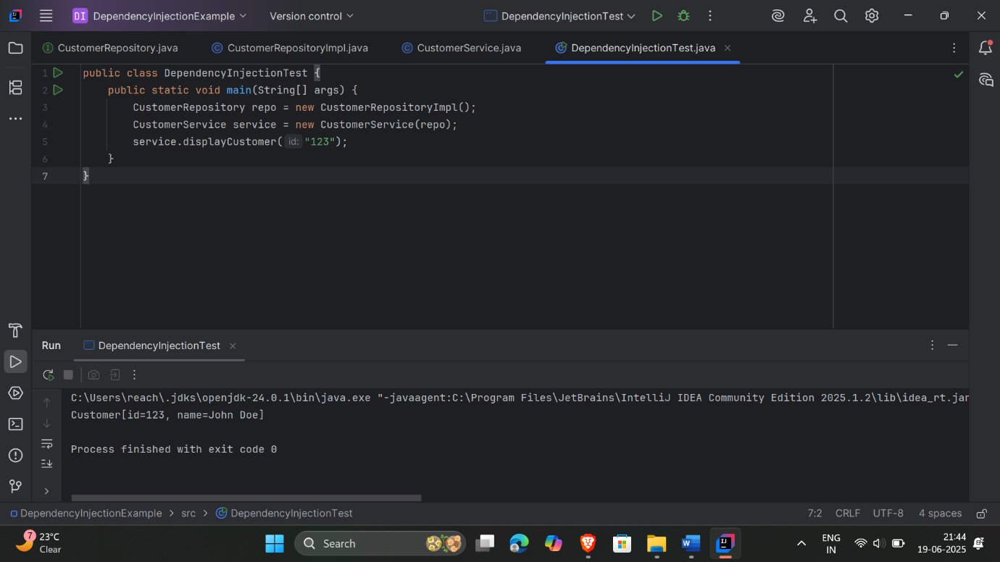 DI DependencyInjectionExample Version control DependencyInjectionTest
CustomerRepository.java CustomerRepositoryImpl.java CustomerService.java DependencyInjectionTest.java
1 public class DependencyInjectionTest {
2 public static void main(String[] args) {
3 CustomerRepository repo = new CustomerRepositoryImpl();
4 CustomerService service = new CustomerService(repo);
5 service.displayCustomer( id: "123");
6 }
7 }
Run DependencyInjectionTest
C:\Users\reach\.jdks\openjdk-24.0.1\bin\java.exe "-javaagent:C:\Program Files\JetBrains\IntelliJ IDEA Community Edition 2025.1.2\lib\idea_rt.jar
Customer[id=123, name=John Doe]
Process finished with exit code 0
DependencyInjectionExample > src > DependencyInjectionTest 7:2 CRLF UTF-8 4 spaces
7 23°C
Clear
Search
ENG
IN
21:44
19-06-2025